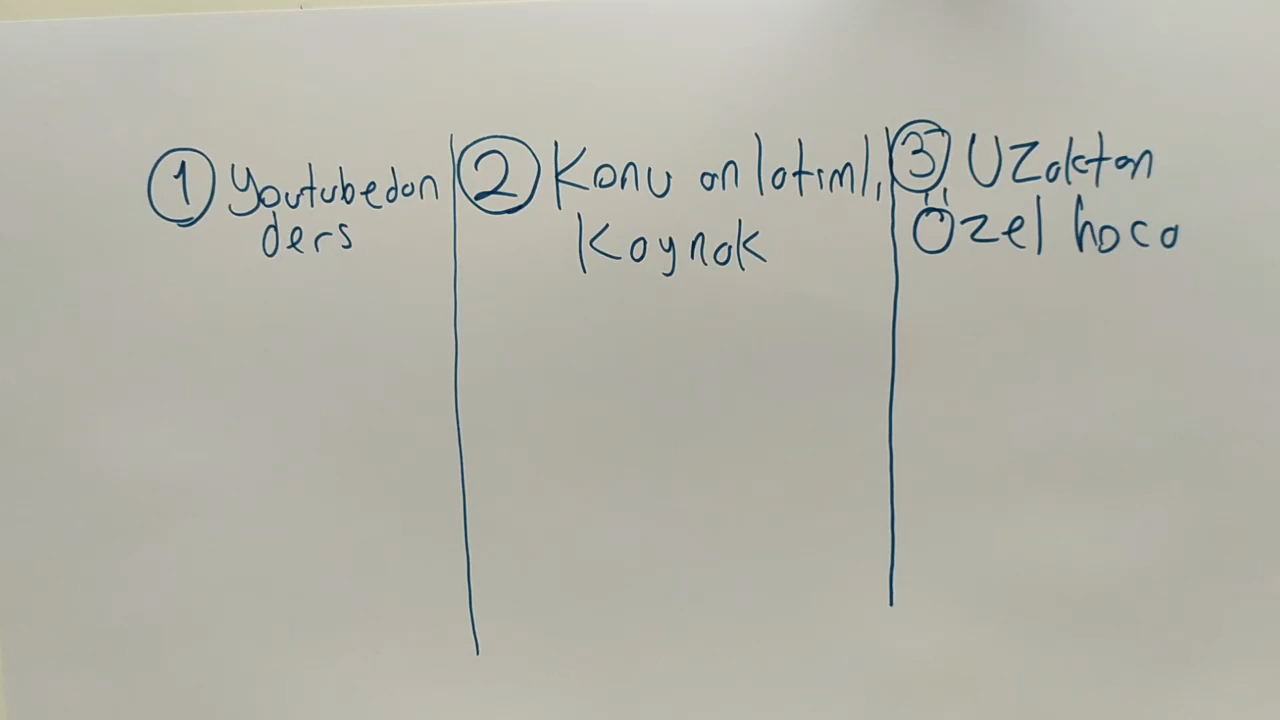 1 Youtubedan
ders
2 Konu anlatımlı
Kaynak
3 Uzaktan
Özel hoca